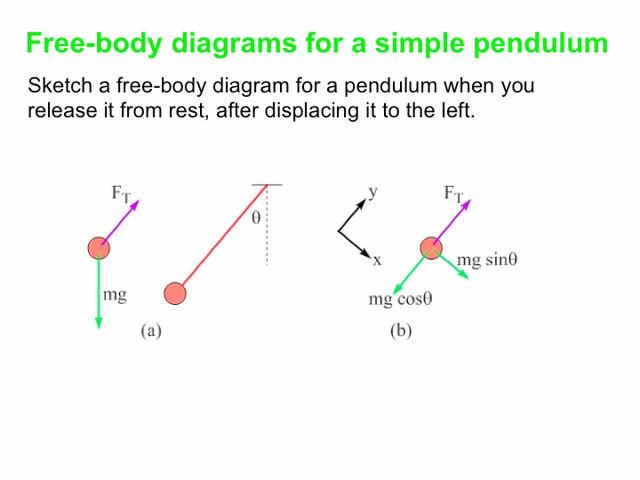 Free-body diagrams for a simple pendulum
Sketch a free-body diagram for a pendulum when you
release it from rest, after displacing it to the left.
F_T
θ
mg
(a)
y
x
F_T
mg sinθ
mg cosθ
(b)